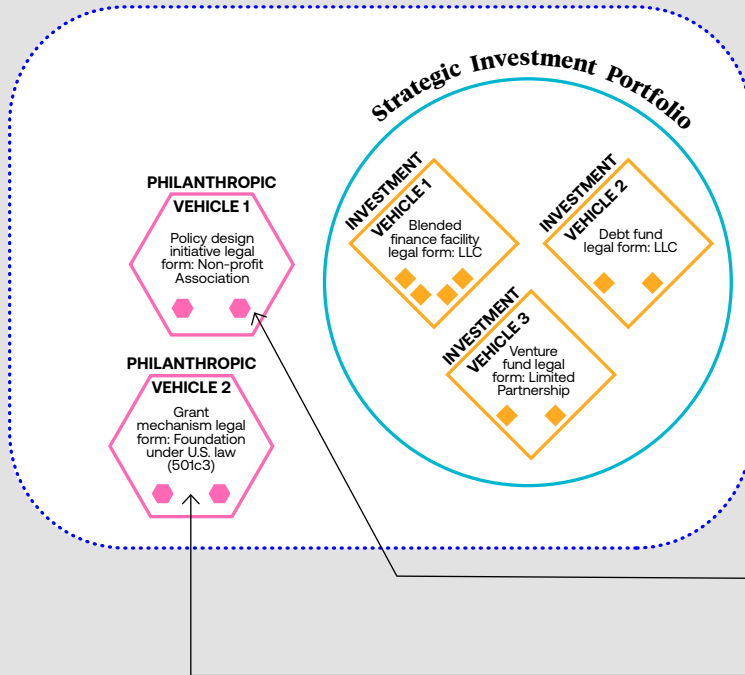 Strategic Investment Portfolio
PHILANTHROPIC
VEHICLE 1
Policy design
initiative legal
form: Non-profit
Association
PHILANTHROPIC
VEHICLE 2
Grant
mechanism legal
form: Foundation
under U.S. law
(501c3)
INVESTMENT
VEHICLE 1
Blended
finance facility
legal form: LLC
INVESTMENT
VEHICLE 2
Debt fund
legal form: LLC
INVESTMENT
VEHICLE 3
Venture
fund legal
form: Limited
Partnership